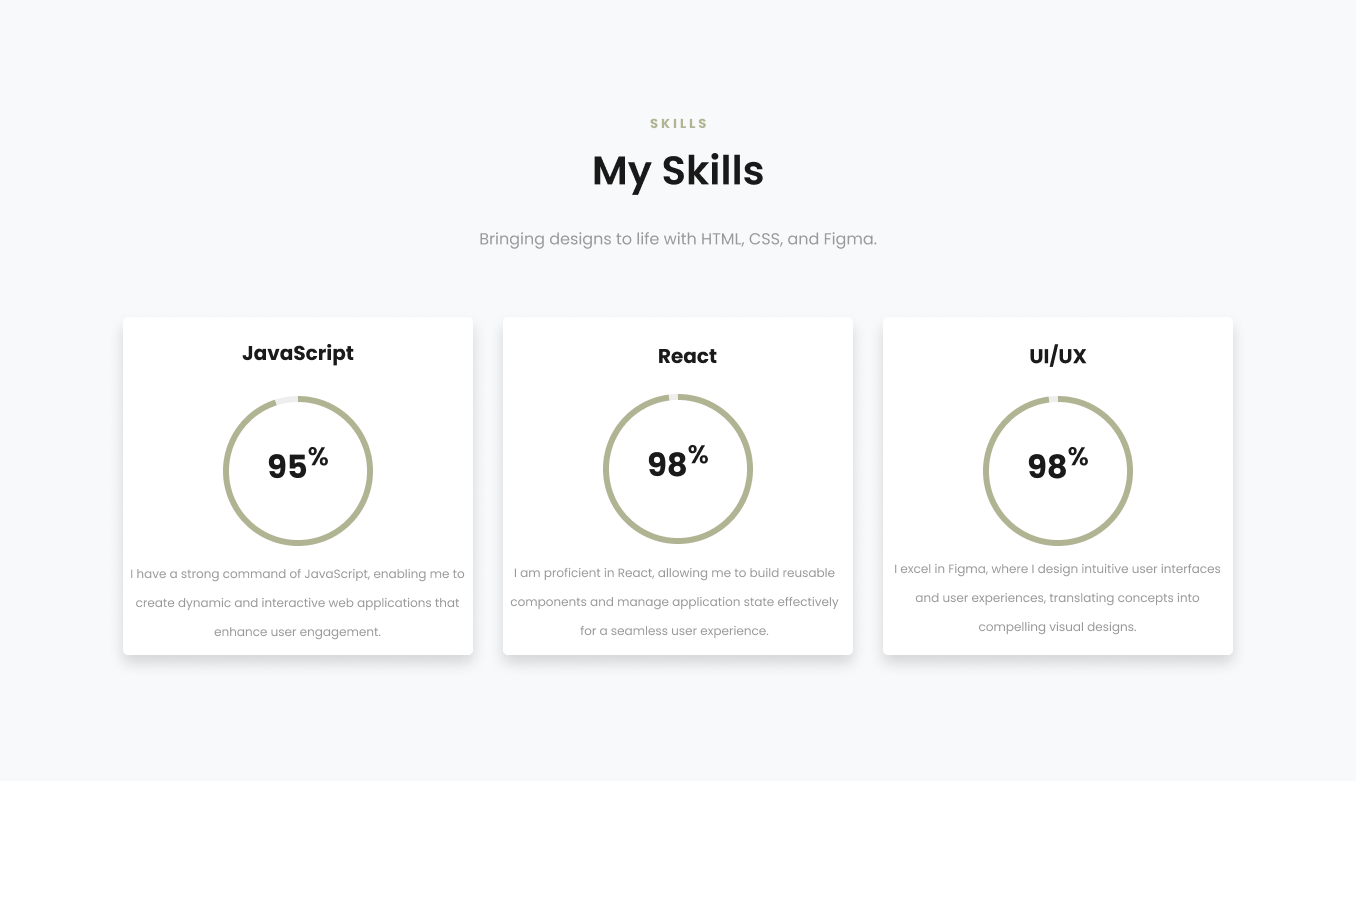 SKILLS
My Skills
Bringing designs to life with HTML, CSS, and Figma.
JavaScript
95%
I have a strong command of JavaScript, enabling me to
create dynamic and interactive web applications that
enhance user engagement.
React
98%
I am proficient in React, allowing me to build reusable
components and manage application state effectively
for a seamless user experience.
UI/UX
98%
I excel in Figma, where I design intuitive user interfaces
and user experiences, translating concepts into
compelling visual designs.